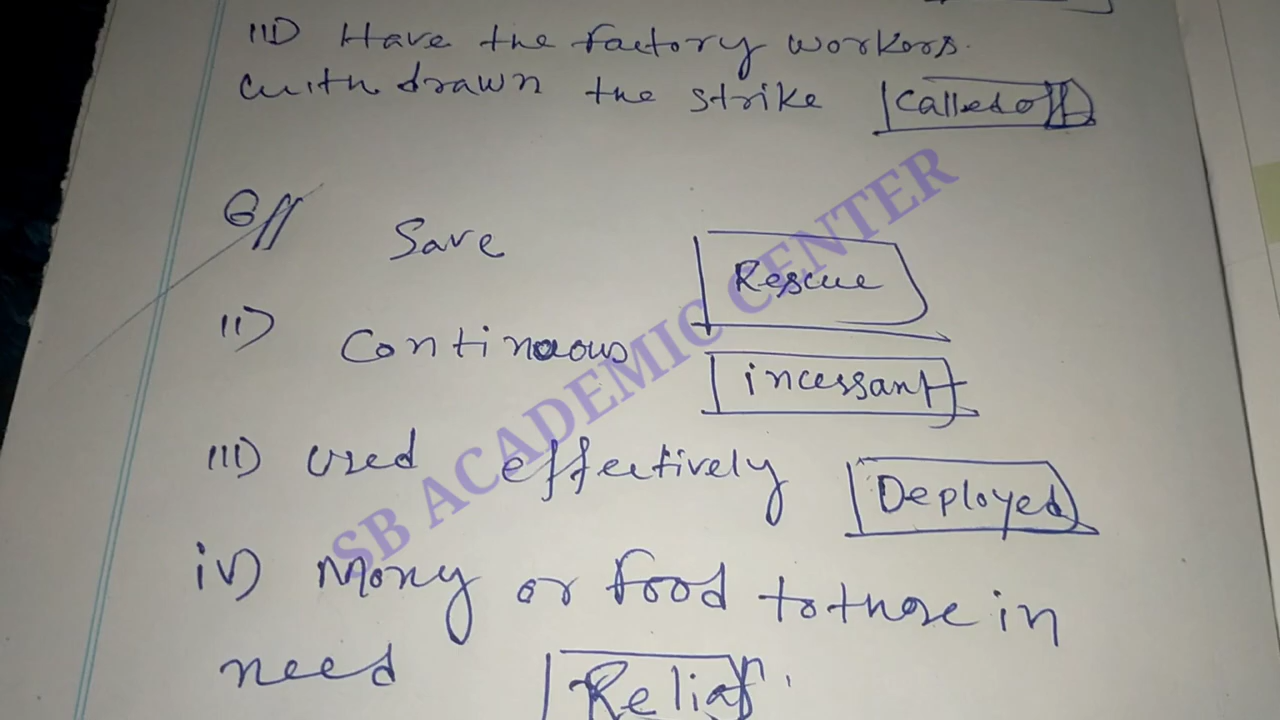 III) Have the factory workers.
withdrawn the strike Called off
6// Save Rescue
II) Continuous incessant
III) Used effectively Deployed
iv) Mony or food to those in
need Relief.
SB ACADEMIC CENTER